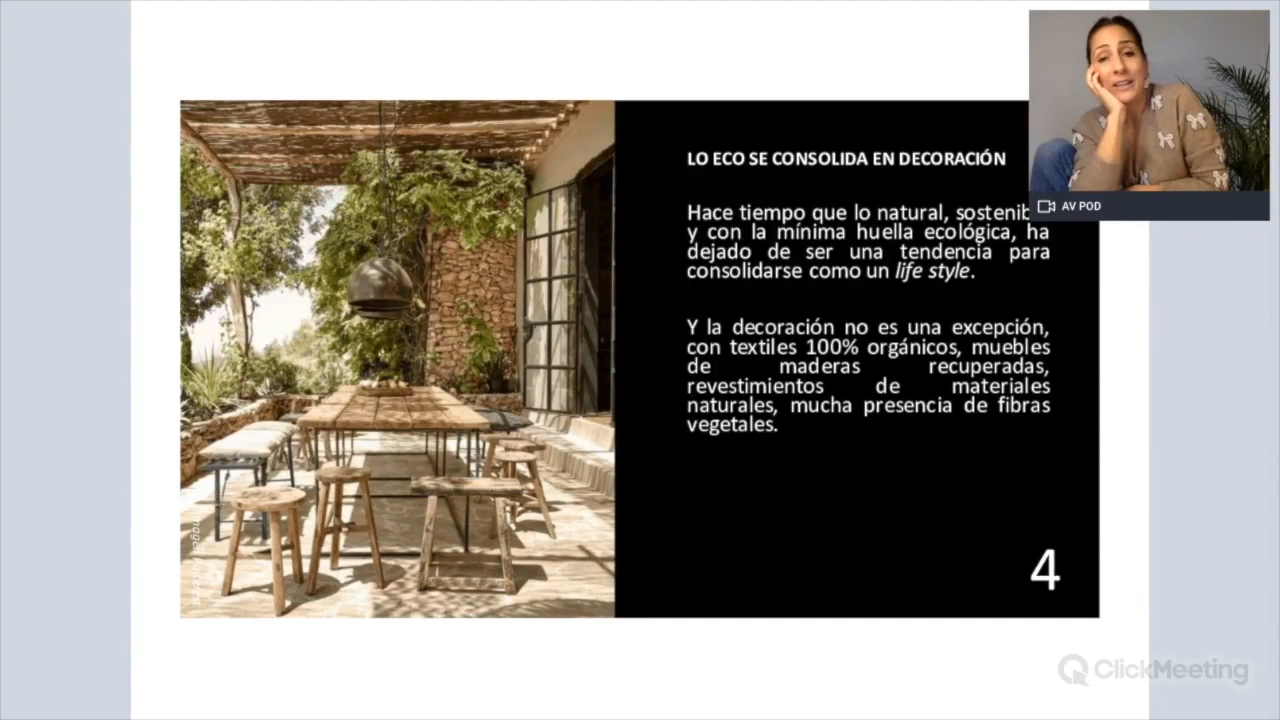 LO ECO SE CONSOLIDA EN DECORACIÓN
Hace tiempo que lo natural,
y con la mínima huella ecológica, ha
dejado de ser una tendencia para
consolidarse como un life style.
Y la decoración no es una excepción,
con textiles 100% orgánicos, muebles
de maderas recuperadas,
revestimientos de materiales
naturales, mucha presencia de fibras
vegetales.
4
AV POD
ClickMeeting